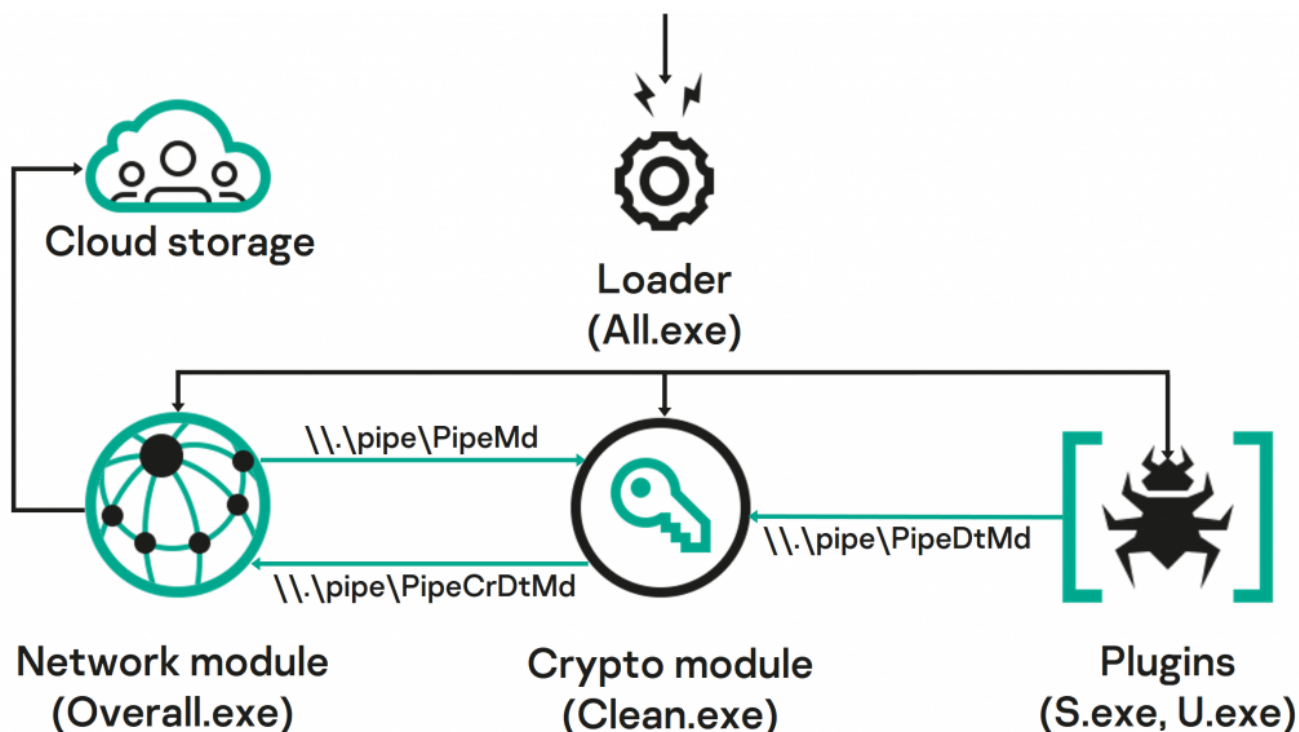 Cloud storage
Loader
(All.exe)
\\.\pipe\PipeMd
\\.\pipe\PipeDtMd
\\.\pipe\PipeCrDtMd
Network module
(Overall.exe)
Crypto module
(Clean.exe)
Plugins
(S.exe, U.exe)